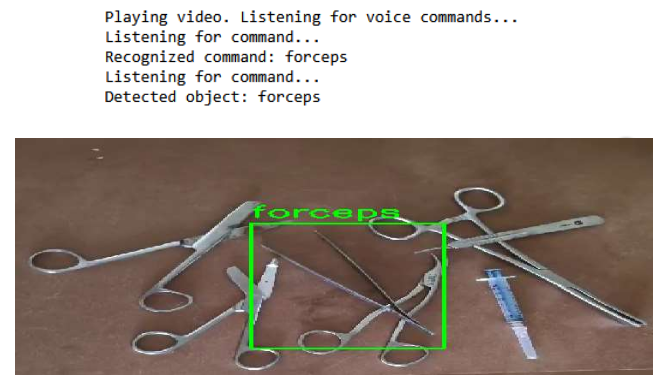 Playing video. Listening for voice commands...
Listening for command...
Recognized command: forceps
Listening for command...
Detected object: forceps
forceps